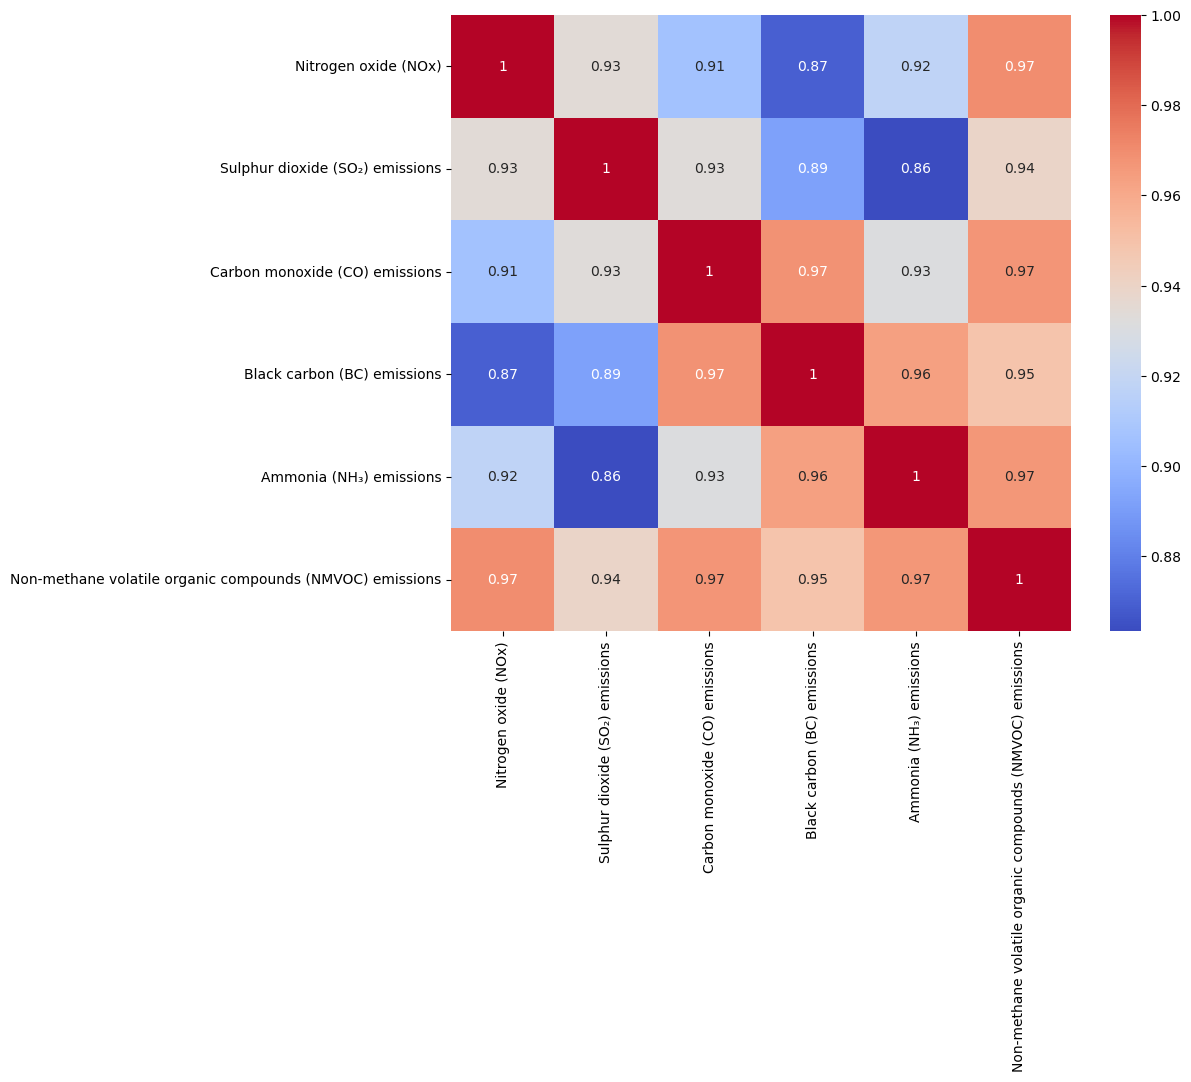 1.00
Nitrogen oxide (NOx)
1 0.93 0.91 0.87 0.92 0.97
0.98
Sulphur dioxide (SO₂) emissions
0.93 1 0.93 0.89 0.86 0.94
0.96
Carbon monoxide (CO) emissions
0.91 0.93 1 0.97 0.93 0.97
0.94
Black carbon (BC) emissions
0.87 0.89 0.97 1 0.96 0.95
0.92
Ammonia (NH₃) emissions
0.92 0.86 0.93 0.96 1 0.97
0.90
Non-methane volatile organic compounds (NMVOC) emissions
0.97 0.94 0.97 0.95 0.97 1
0.88
Nitrogen oxide (NOx)
Sulphur dioxide (SO₂) emissions
Carbon monoxide (CO) emissions
Black carbon (BC) emissions
Ammonia (NH₃) emissions
Non-methane volatile organic compounds (NMVOC) emissions